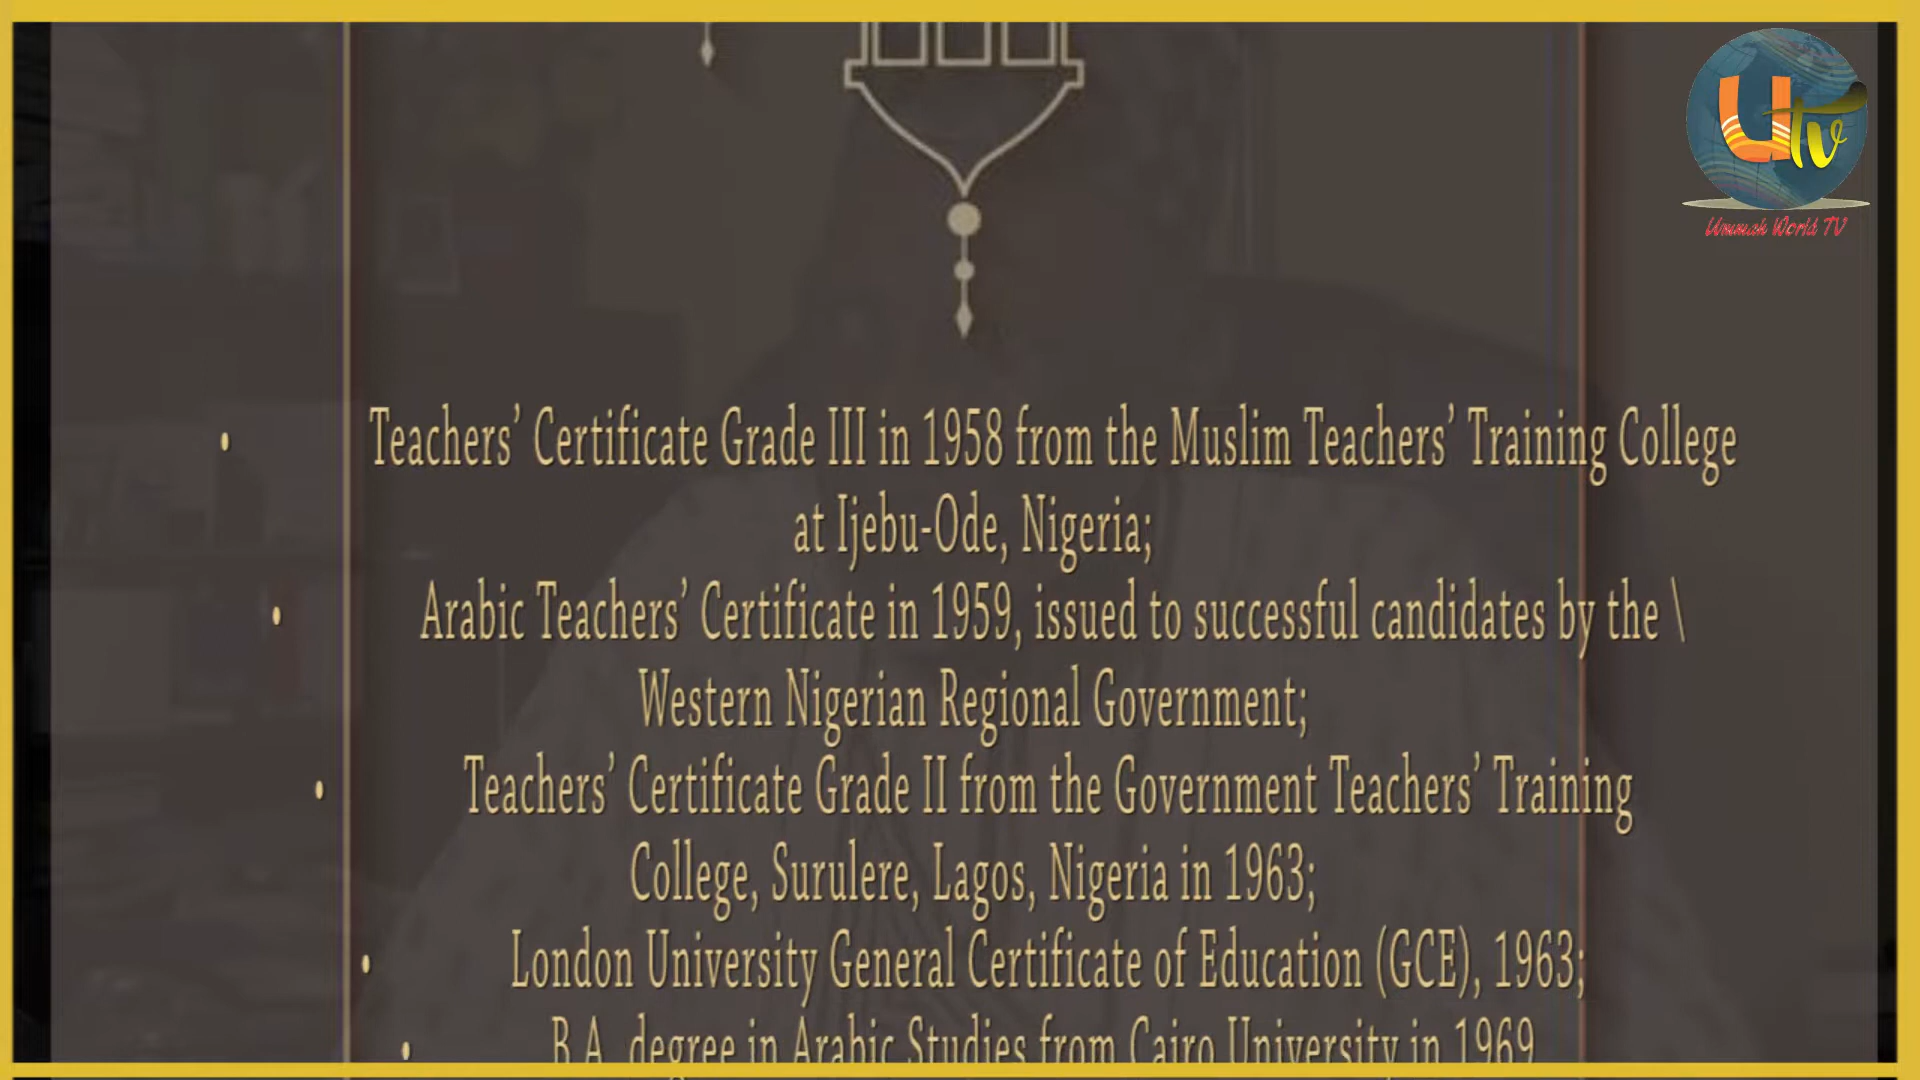 UTV
Ummah World TV
• Teachers’ Certificate Grade III in 1958 from the Muslim Teachers’ Training College
at Ijebu-Ode, Nigeria;
• Arabic Teachers’ Certificate in 1959, issued to successful candidates by the \
Western Nigerian Regional Government;
• Teachers’ Certificate Grade II from the Government Teachers’ Training
College, Surulere, Lagos, Nigeria in 1963;
• London University General Certificate of Education (GCE), 1963;
• B.A. degree in Arabic Studies from Cairo University in 1969